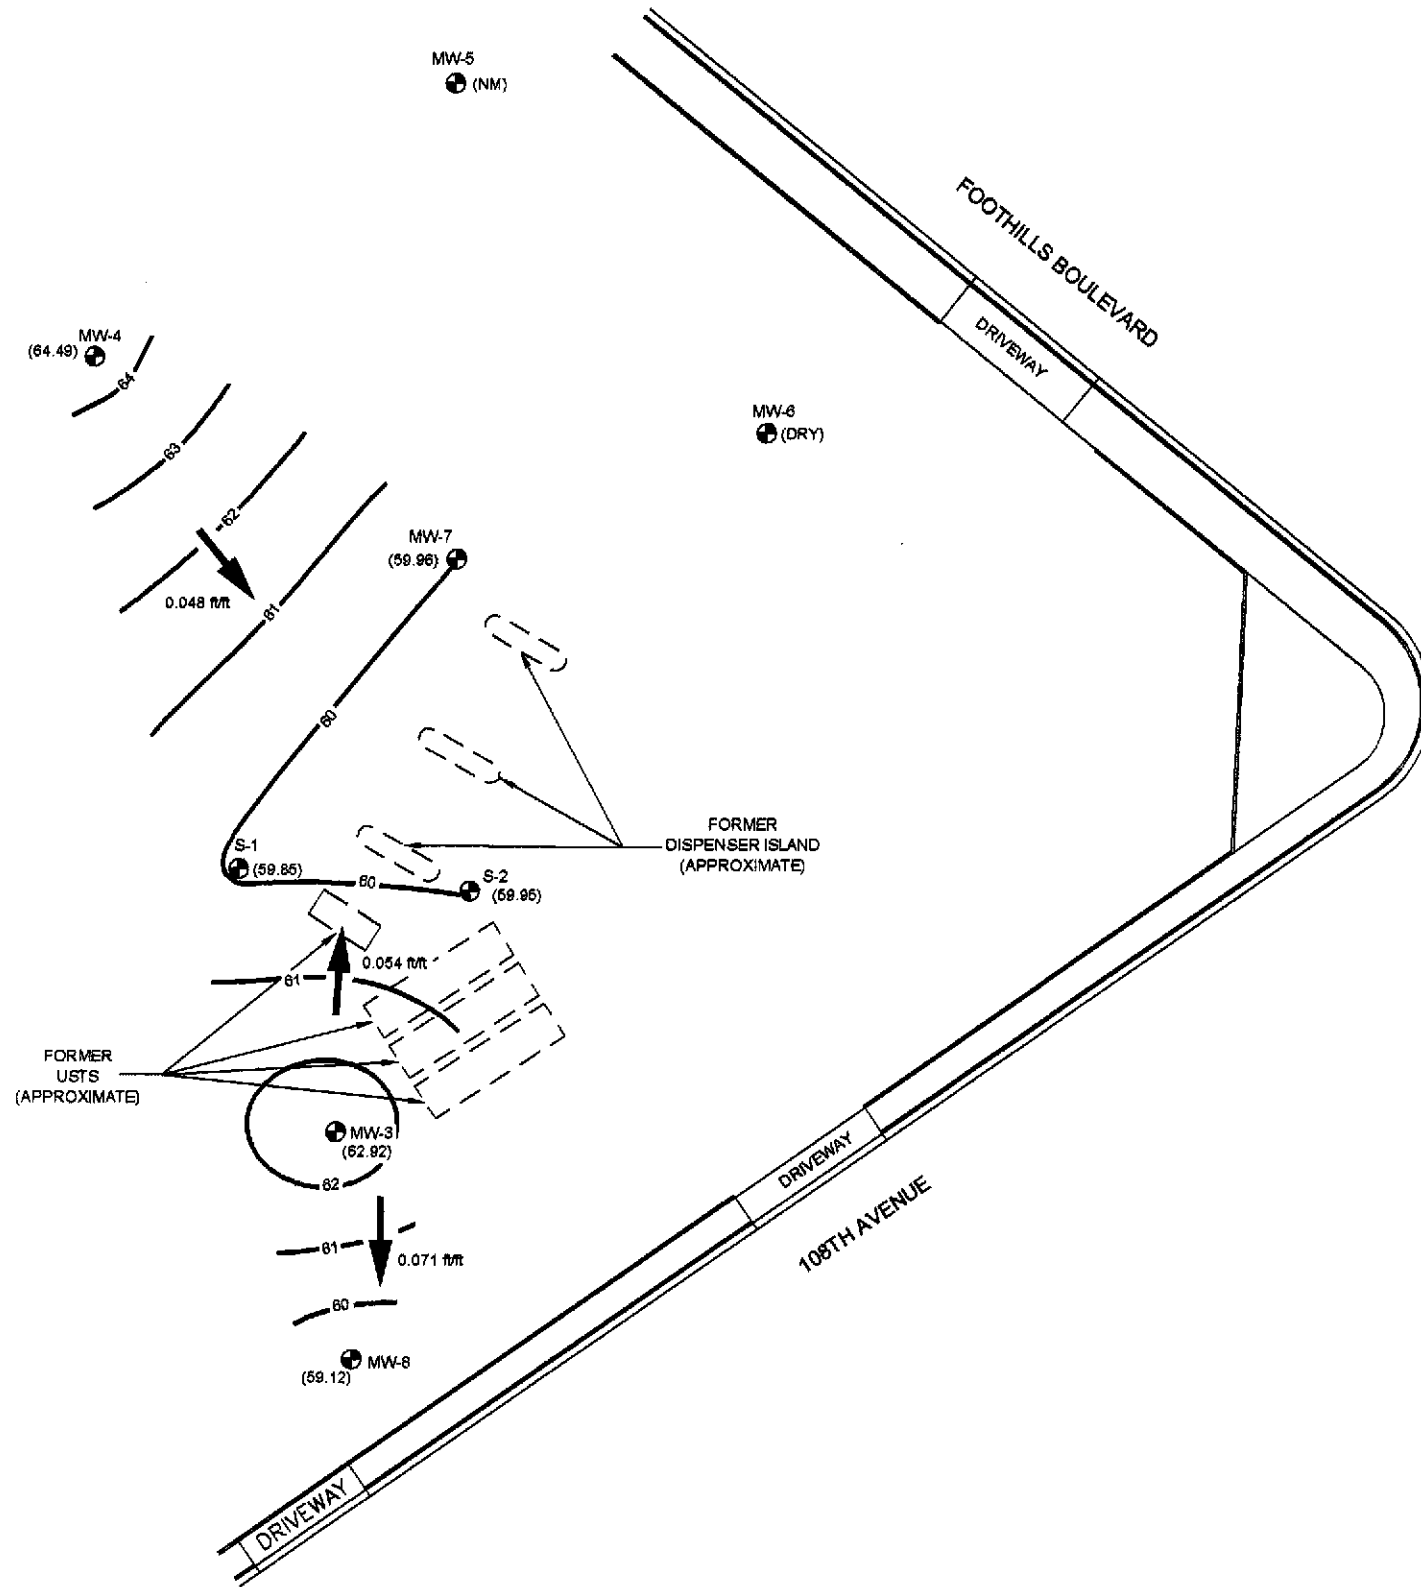 MW-5
(NM)
FOOTHILLS BOULEVARD
DRIVEWAY
MW-4
(64.49)
64
63
62
61
0.048 ft/ft
MW-6
(DRY)
MW-7
(59.96)
60
S-1
(59.85)
60
S-2
(59.95)
FORMER
DISPENSER ISLAND
(APPROXIMATE)
0.054 ft/ft
61
FORMER
USTS
(APPROXIMATE)
MW-3
(62.92)
62
61
0.071 ft/ft
60
MW-8
(59.12)
DRIVEWAY
108TH AVENUE
DRIVEWAY